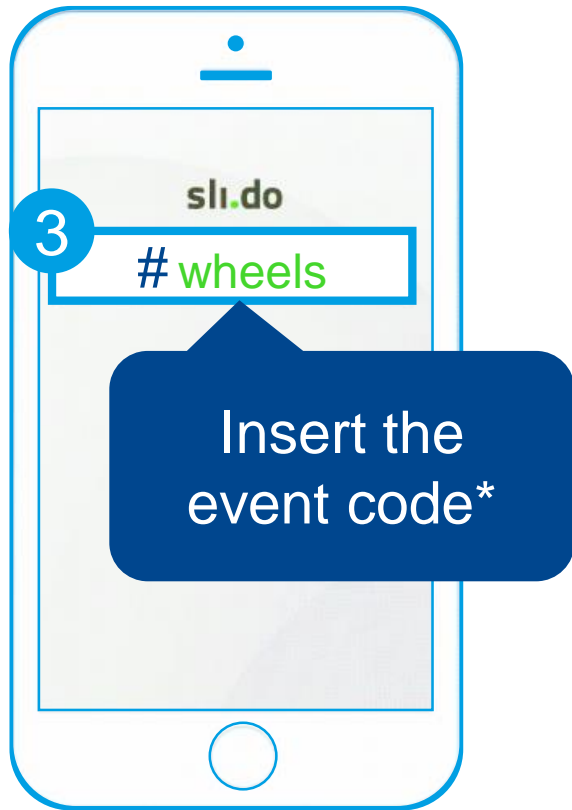 slı.do
3
# wheels
Insert the
event code*